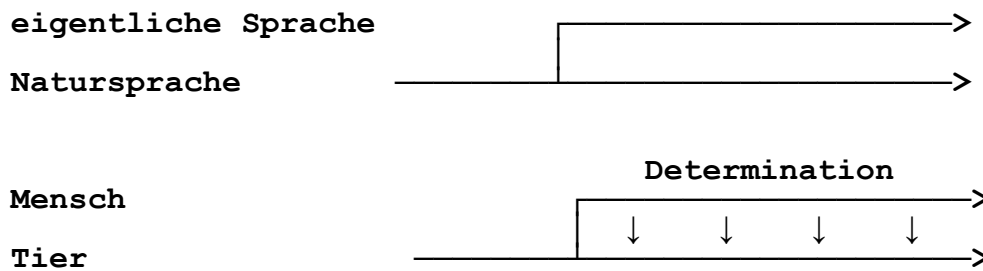 eigentliche Sprache
Natursprache
Determination
Mensch
Tier